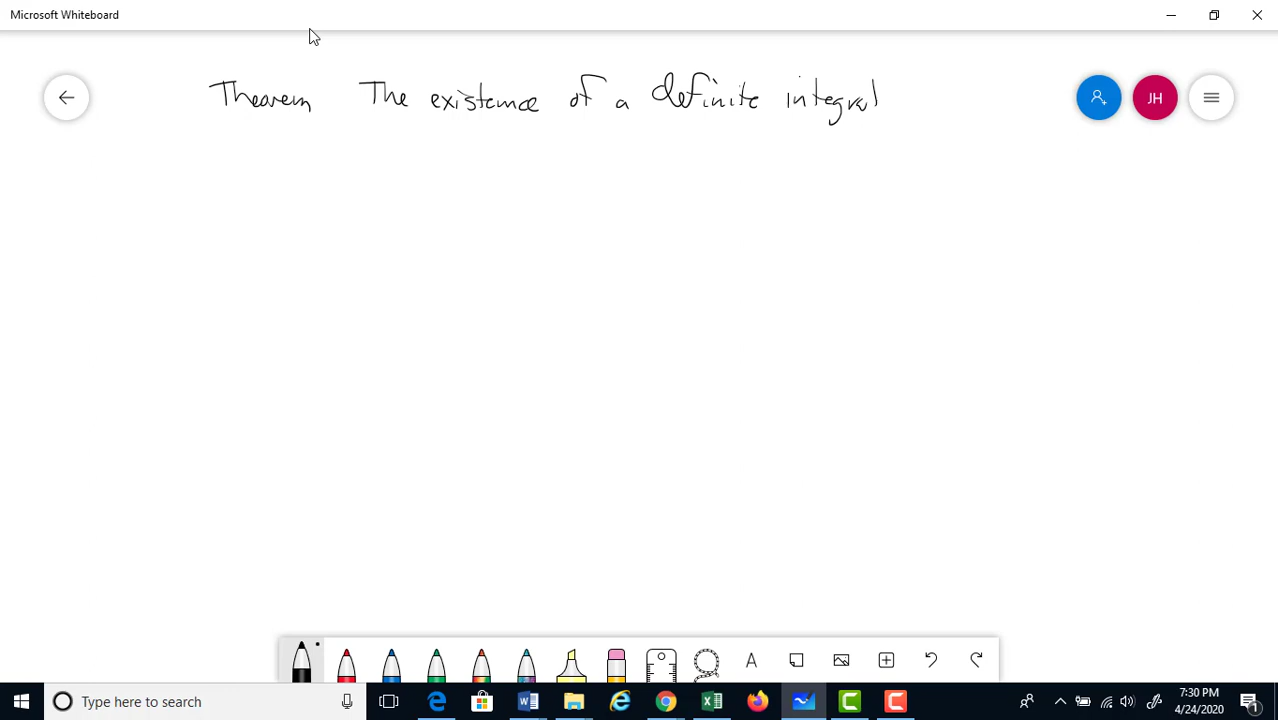 Microsoft Whiteboard
Theorem The existence of a definite integral
JH
A
Type here to search
7:30 PM
4/24/2020
1